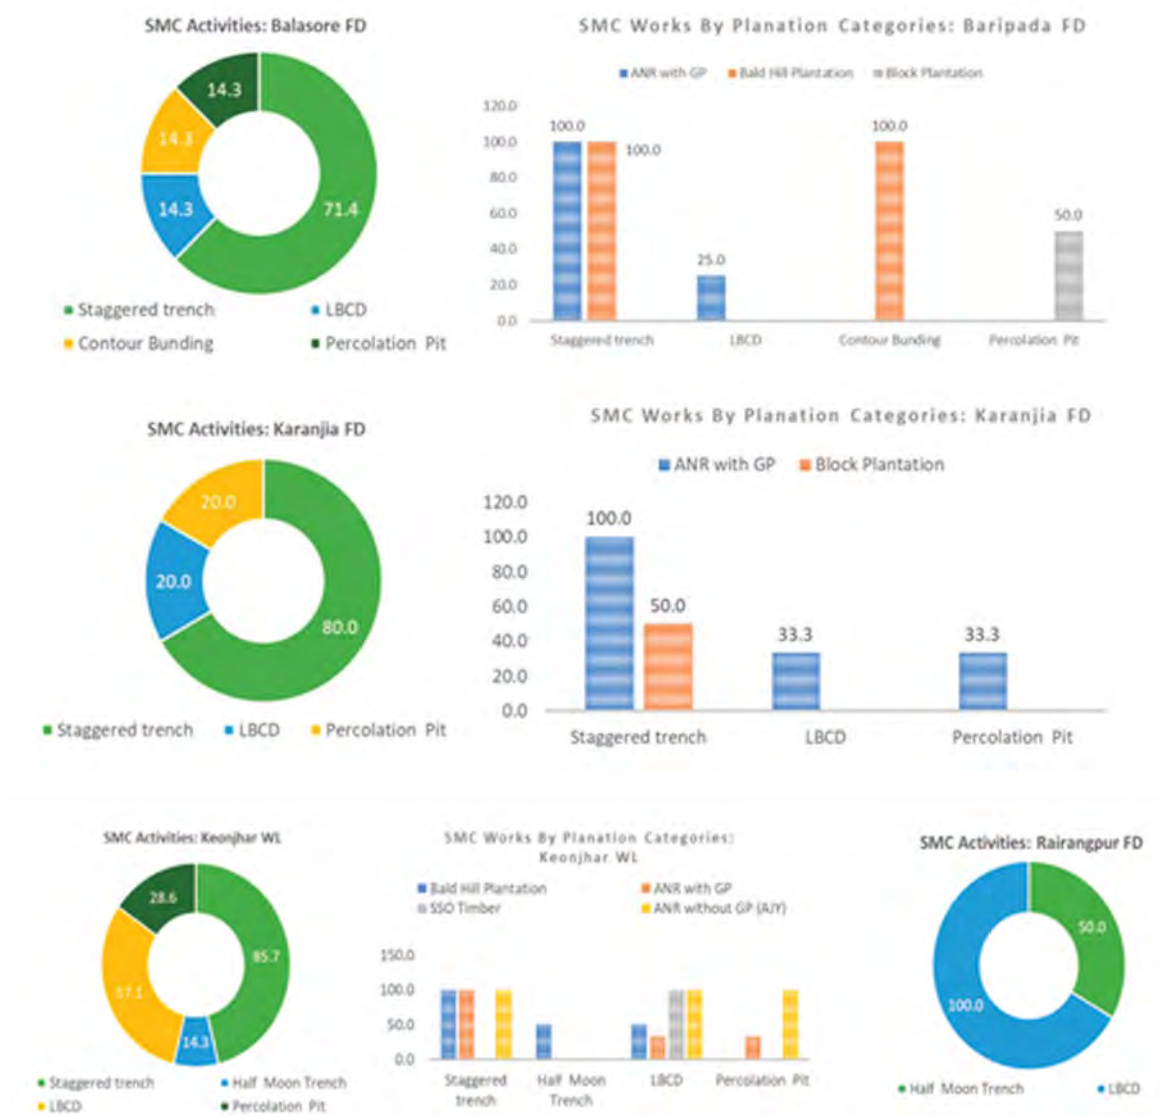 SMC Activities: Balasore FD
14.3
14.3
14.3
71.4
Staggered trench
LBCD
Contour Bunding
Percolation Pit
SMC Works By Planation Categories: Baripada FD
ANR with GP
Bald Hill Plantation
Block Plantation
120.0
100.0
80.0
60.0
40.0
20.0
0.0
100.0
100.0
25.0
100.0
50.0
Staggered trench
LBCD
Contour Bunding
Percolation Pit
SMC Activities: Karanjia FD
20.0
20.0
80.0
Staggered trench
LBCD
Percolation Pit
SMC Works By Planation Categories: Karanjia FD
ANR with GP
Block Plantation
120.0
100.0
80.0
60.0
40.0
20.0
0.0
100.0
50.0
33.3
33.3
Staggered trench
LBCD
Percolation Pit
SMC Activities: Keonjhar WL
28.6
85.7
57.1
14.3
Staggered trench
Half Moon Trench
LBCD
Percolation Pit
SMC Works By Planation Categories:
Keonjhar WL
Bald Hill Plantation
ANR with GP
SSO Timber
ANR without GP (AJY)
150.0
100.0
50.0
0.0
Staggered
trench
Half Moon
Trench
LBCD
Percolation Pit
SMC Activities: Rairangpur FD
50.0
100.0
Half Moon Trench
LBCD